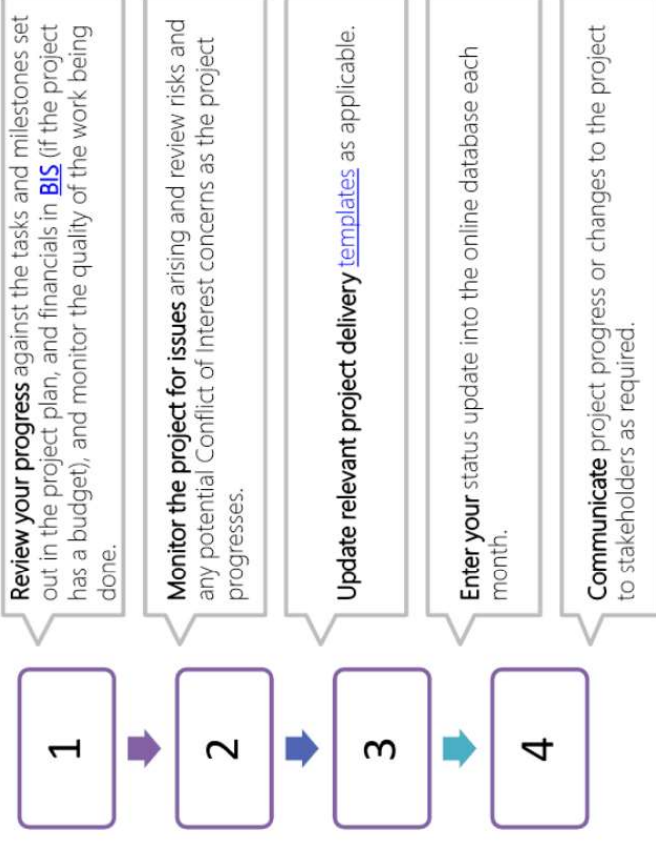 1
Review your progress against the tasks and milestones set
out in the project plan, and financials in BIS (if the project
has a budget), and monitor the quality of the work being
done.
2
Monitor the project for issues arising and review risks and
any potential Conflict of Interest concerns as the project
progresses.
3
Update relevant project delivery templates as applicable.
4
Enter your status update into the online database each
month.
Communicate project progress or changes to the project
to stakeholders as required.